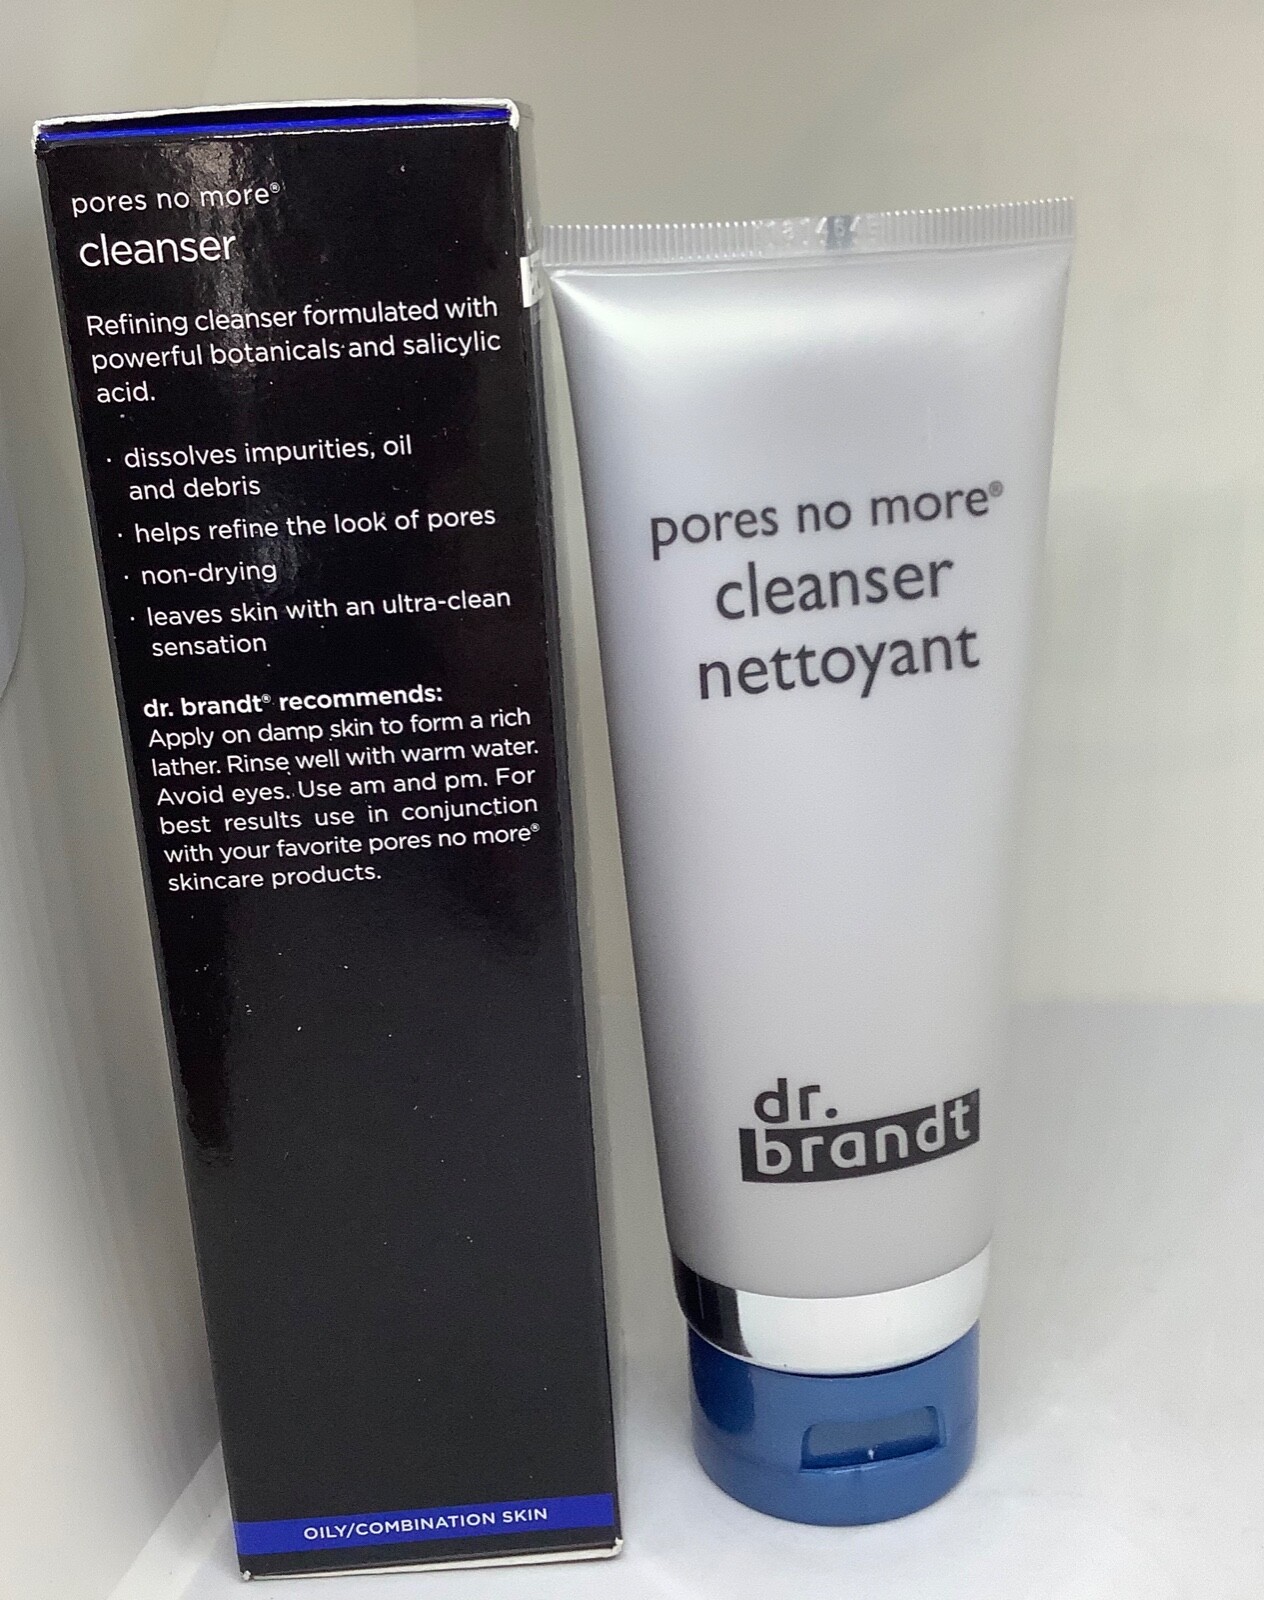 pores no more®
cleanser
Refining cleanser formulated with
powerful botanicals and salicylic
acid.
· dissolves impurities, oil
and debris
· helps refine the look of pores
· non-drying
· leaves skin with an ultra-clean
sensation
dr. brandt® recommends:
Apply on damp skin to form a rich
lather. Rinse well with warm water.
Avoid eyes. Use am and pm. For
best results use in conjunction
with your favorite pores no more®
skincare products.
OILY/COMBINATION SKIN
pores no more®
cleanser
nettoyant
dr.
brandt